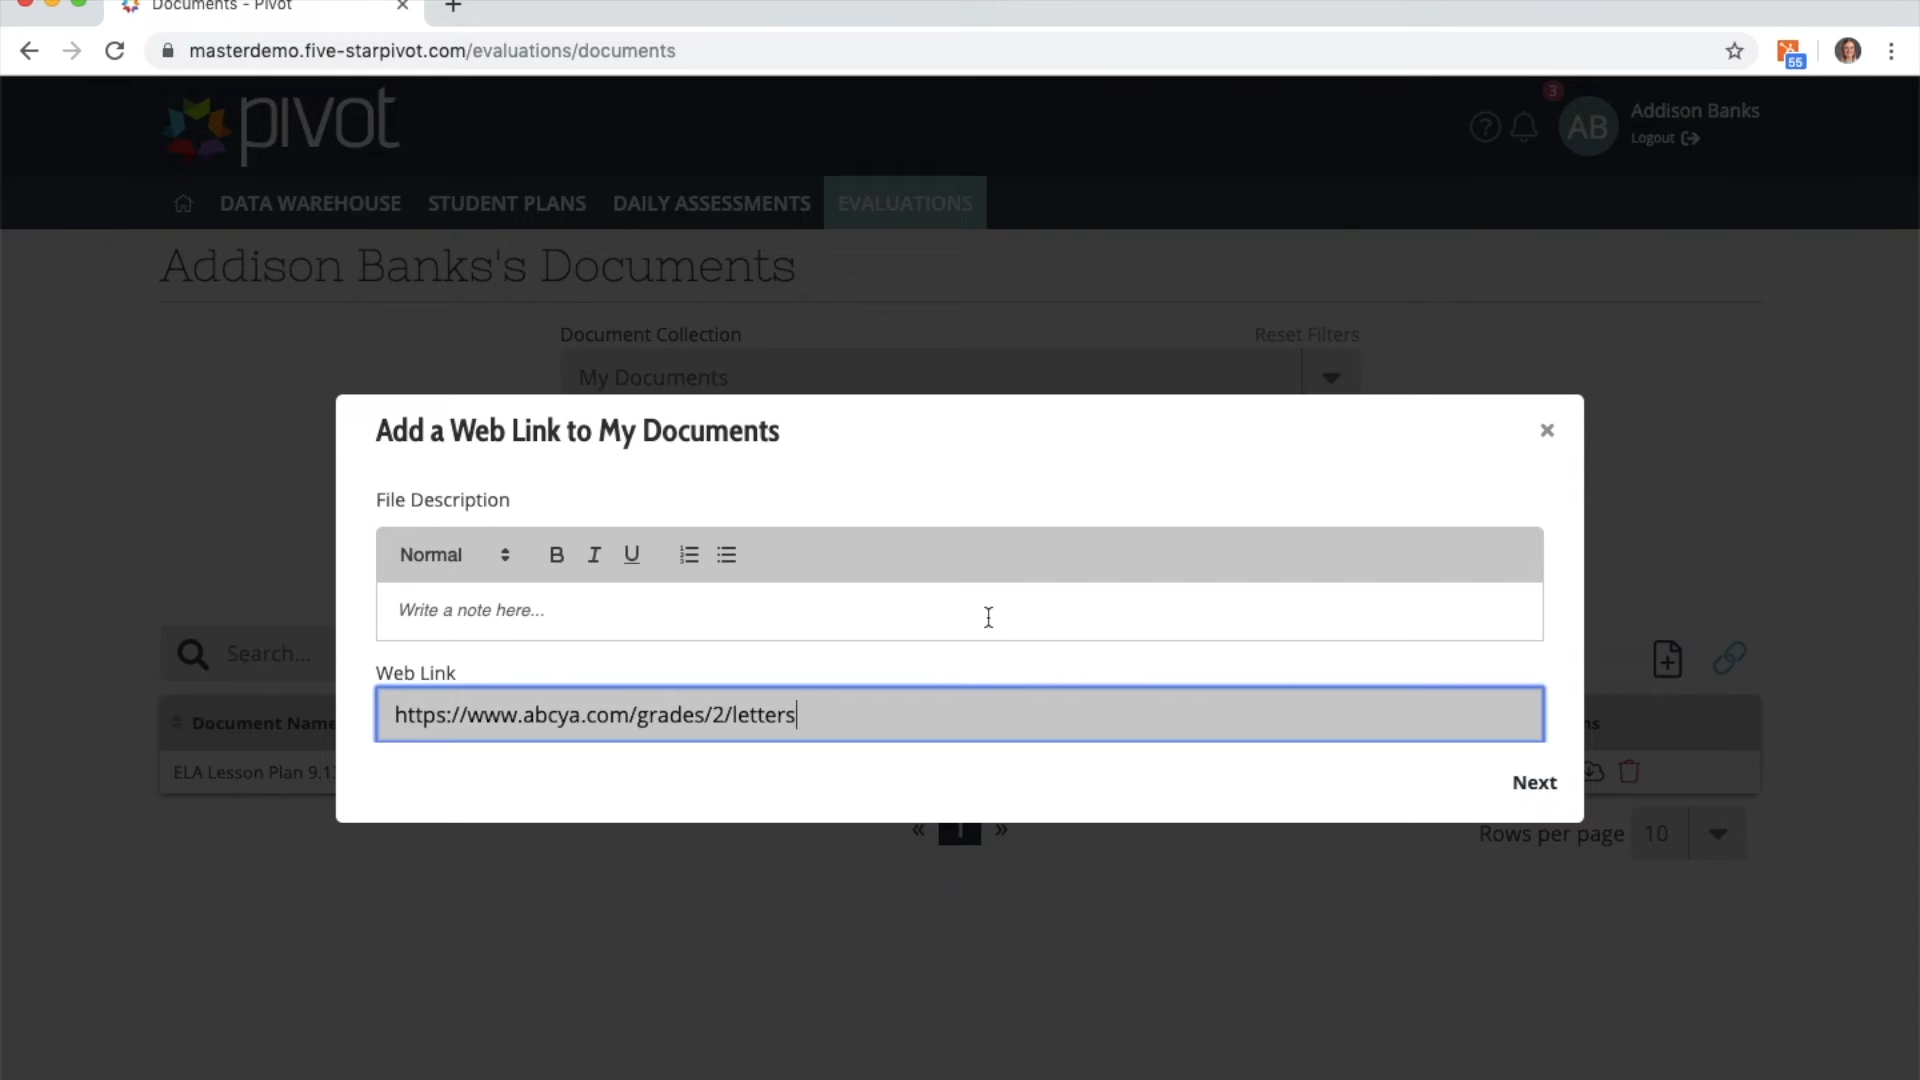 Documents - Pivot
masterdemo.five-starpivot.com/evaluations/documents
55
pivot
3
AB
Addison Banks
Logout
DATA WAREHOUSE STUDENT PLANS DAILY ASSESSMENTS EVALUATIONS
Addison Banks's Documents
Document Collection Reset Filters
My Documents
Add a Web Link to My Documents
File Description
Normal B I U
Write a note here...
Search...
Web Link
https://www.abcya.com/grades/2/letters
Document Name
ELA Lesson Plan 9.1
Next
« 1 »
Rows per page 10